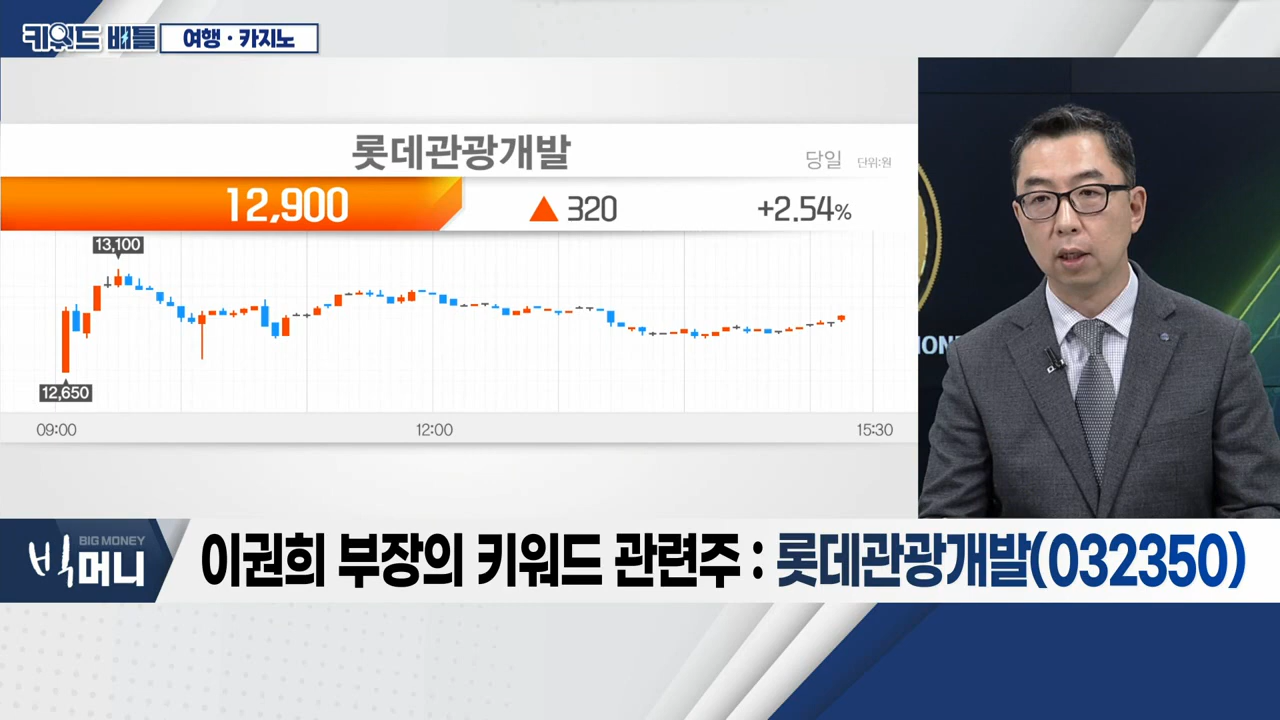 키워드 배틀 여행·카지노
롯데관광개발
당일 단위:원
12,900 ▲ 320 +2.54%
13,100
12,650
09:00 12:00 15:30
BIG MONEY
빅머니
이권희 부장의 키워드 관련주 : 롯데관광개발(032350)